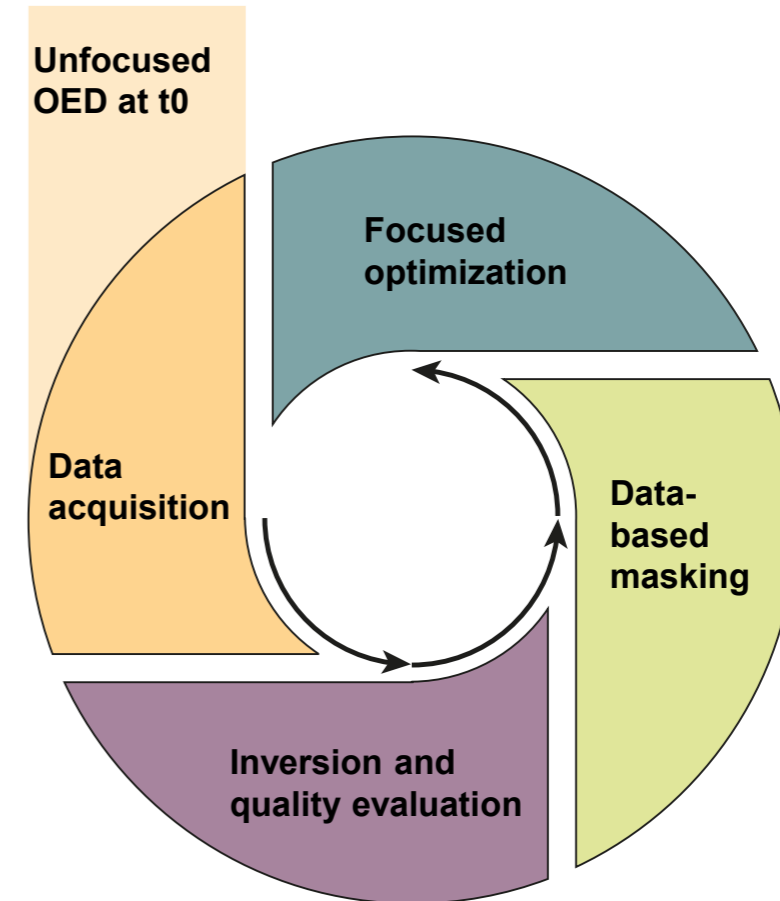 Unfocused
OED at t0
Focused
optimization
Data
acquisition
Data-
based
masking
Inversion and
quality evaluation